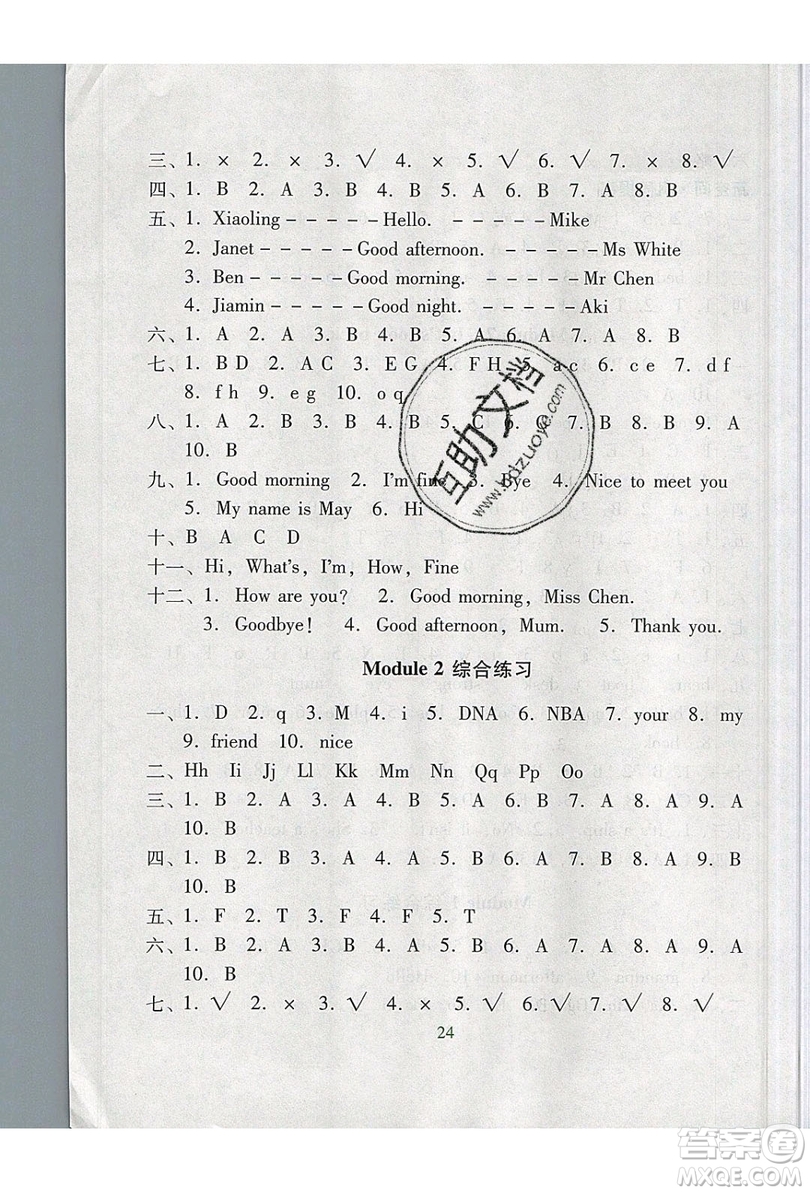 三、1. × 2. × 3. √ 4. × 5. √ 6. √ 7. × 8. √
四、1. B 2. A 3. B 4. B 5. A 6. B 7. A 8. B
五、1. Xiaoling-----Hello. -----Mike
2. Janet-----Good afternoon. -----Ms White
3. Ben-----Good morning. -----Mr Chen
4. Jiamin-----Good night. -----Aki
六、1. A 2. A 3. B 4. B 5. A 6. A 7. A 8. B
七、1. B D 2. A C 3. E G 4. F H 5. a c 6. c e 7. d f
8. f h 9. e g 10. o q
八、1. A 2. B 3. A 4. B 5. C 6. C 7. B 8. B 9. A
10. B
九、1. Good morning 2. I'm fine 3. Bye 4. Nice to meet you
5. My name is May 6. Hi
十、B A C D
十一、Hi, What's, I'm, How, Fine
十二、1. How are you? 2. Good morning, Miss Chen.
3. Goodbye! 4. Good afternoon, Mum. 5. Thank you.
Module 2 综合练习
一、1. D 2. q 3. M 4. i 5. DNA 6. NBA 7. your 8. my
9. friend 10. nice
二、Hh Ii Jj Ll Kk Mm Nn Qq Pp Oo
三、1. B 2. A 3. A 4. B 5. A 6. B 7. A 8. A 9. A
10. B
四、1. B 2. B 3. A 4. A 5. A 6. A 7. B 8. A 9. B
10. B
五、1. F 2. T 3. F 4. F 5. T
六、1. B 2. A 3. B 4. A 5. A 6. B 7. B 8. A 9. A
10. B
七、1. √ 2. × 3. √ 4. × 5. √ 6. √ 7. √ 8. √
24
互助文档
www.hdzuoye.com
答案圈
MXQE.COM